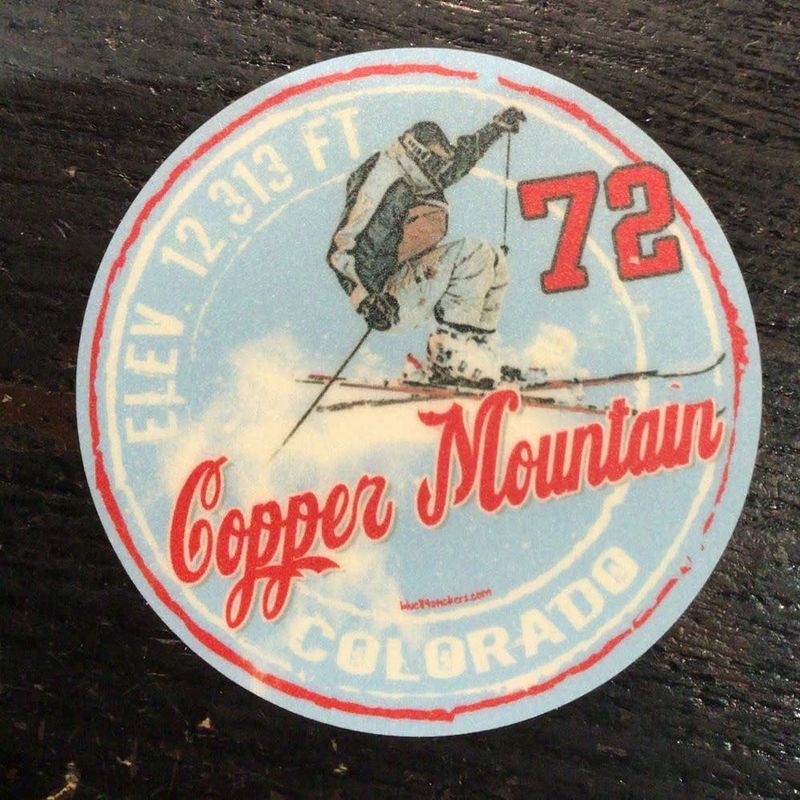 ELEV. 12,313 FT
72
Copper Mountain
blue84stickers.com
COLORADO